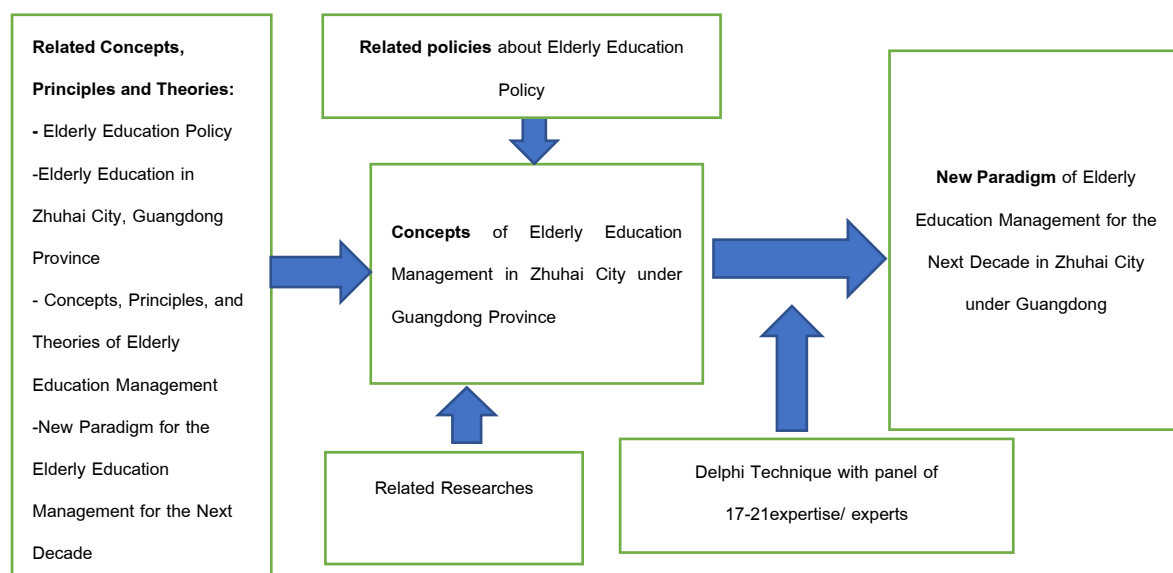 Related Concepts,
Principles and Theories:
- Elderly Education Policy
-Elderly Education in
Zhuhai City, Guangdong
Province
- Concepts, Principles, and
Theories of Elderly
Education Management
-New Paradigm for the
Elderly Education
Management for the Next
Decade
Related policies about Elderly Education
Policy
Concepts of Elderly Education
Management in Zhuhai City under
Guangdong Province
Related Researches
Delphi Technique with panel of
17-21expertise/ experts
New Paradigm of Elderly
Education Management for the
Next Decade in Zhuhai City
under Guangdong